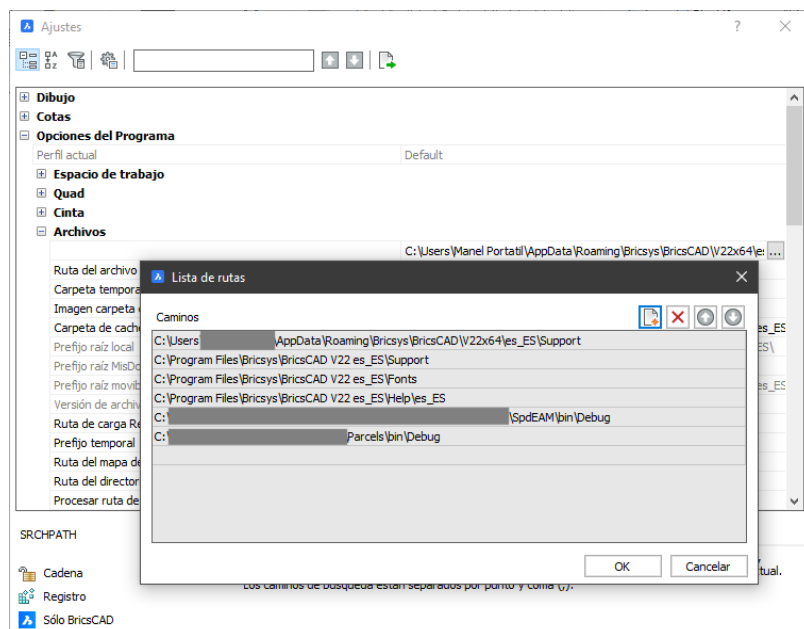 Ajustes
Dibujo
Cotas
Opciones del Programa
Perfil actual Default
Espacio de trabajo
Quad
Cinta
Archivos
C:\Users\Manel Portatil\AppData\Roaming\Bricsys\BricsCAD\V22x64\e: ...
Ruta del archivo
Lista de rutas
Carpeta tempora
Imagen carpeta
Caminos
Carpeta de cach
es_ES
C:\Users \AppData\Roaming\Bricsys\BricsCAD\V22x64\es_ES\Support
Prefijo raíz local
ES\
C:\Program Files\Bricsys\BricsCAD V22 es_ES\Support
Prefijo raíz MisDo
C:\Program Files\Bricsys\BricsCAD V22 es_ES\Fonts
Prefijo raíz movib
es_ES
C:\Program Files\Bricsys\BricsCAD V22 es_ES\Help\es_ES
Versión de archiv
C:\ \SpdEAM\bin\Debug
Ruta de carga Re
C:\ Parcels\bin\Debug
Prefijo temporal
Ruta del mapa de
Ruta del director
Procesar ruta de
SRCHPATH
OK Cancelar
Cadena
tual.
Los caminos de búsqueda están separados por punto y coma (;).
Registro
Sólo BricsCAD